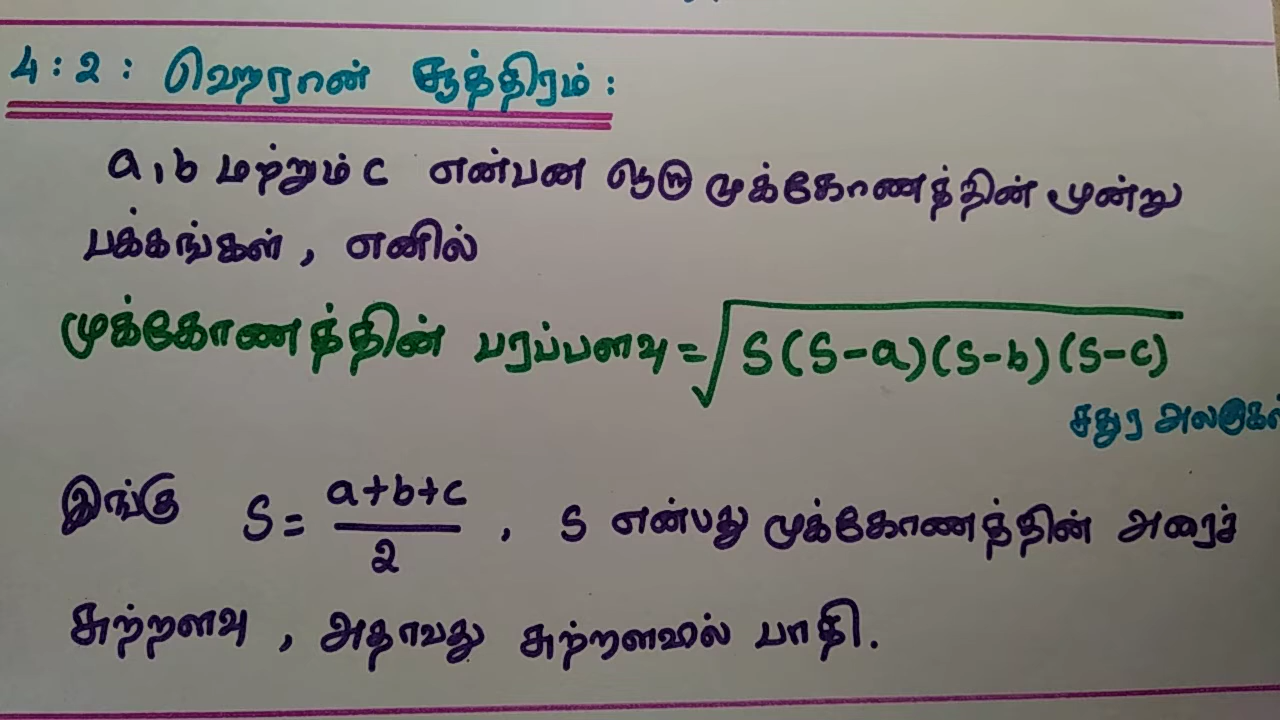 4 : 2 : ஹெரான் சூத்திரம் :
a, b மற்றும் c என்பன ஒரு முக்கோணத்தின் மூன்று
பக்கங்கள், எனில்
முக்கோணத்தின் பரப்பளவு = √S(S-a)(S-b)(S-c)
சதுர அலகுகள்
இங்கு S = a+b+c / 2 , S என்பது முக்கோணத்தின் அரைச்
சுற்றளவு, அதாவது சுற்றளவில் பாதி.